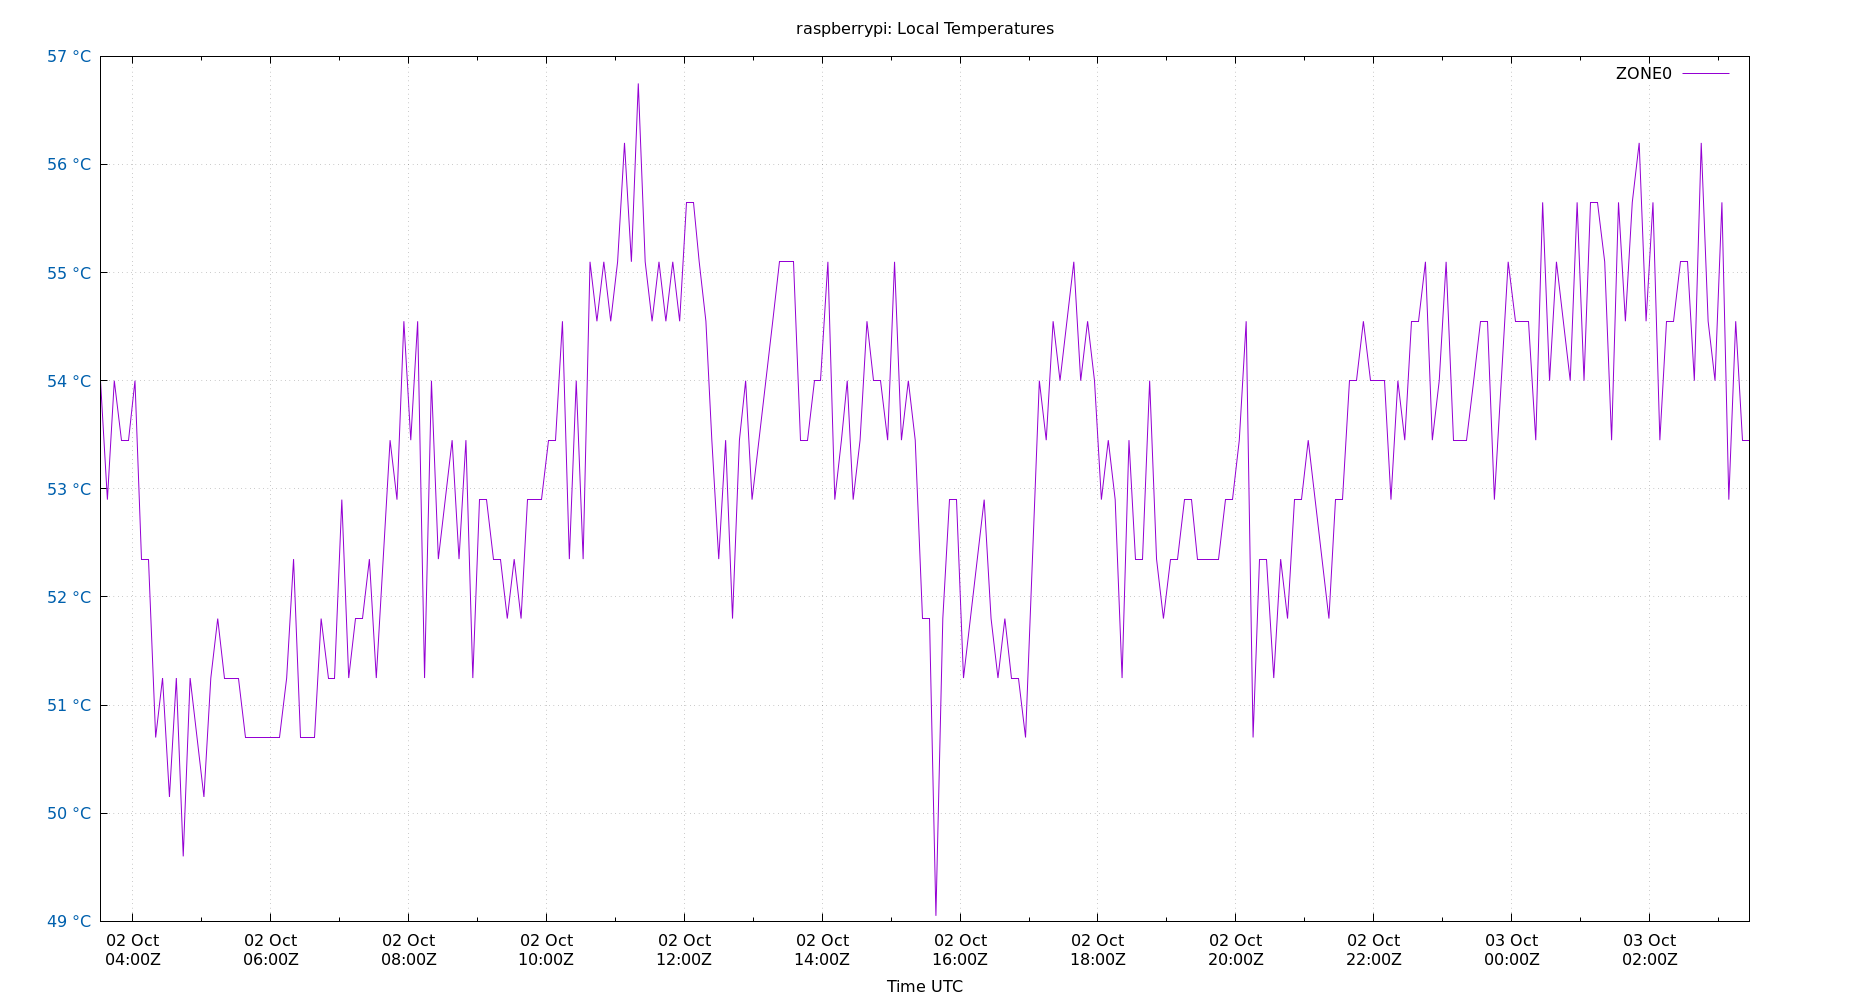 raspberrypi: Local Temperatures
57 °C
ZONE0
56 °C
55 °C
54 °C
53 °C
52 °C
51 °C
50 °C
49 °C
02 Oct 02 Oct 02 Oct 02 Oct 02 Oct 02 Oct 02 Oct 02 Oct 02 Oct 02 Oct 03 Oct 03 Oct
04:00Z 06:00Z 08:00Z 10:00Z 12:00Z 14:00Z 16:00Z 18:00Z 20:00Z 22:00Z 00:00Z 02:00Z
Time UTC